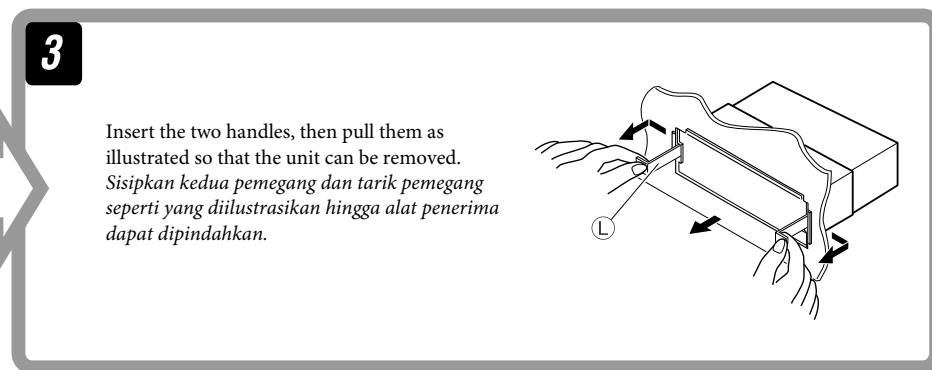 3
Insert the two handles, then pull them as
illustrated so that the unit can be removed.
Sisipkan kedua pemegang dan tarik pemegang
seperti yang diilustrasikan hingga alat penerima
dapat dipindahkan.
Ⓛ